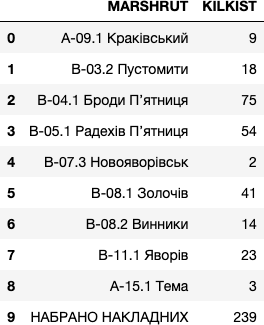 MARSHRUT KILKIST
0 А-09.1 Краківський 9
1 В-03.2 Пустомити 18
2 В-04.1 Броди П’ятниця 75
3 В-05.1 Радехів П’ятниця 54
4 В-07.3 Новояворівськ 2
5 В-08.1 Золочів 41
6 В-08.2 Винники 14
7 В-11.1 Яворів 23
8 А-15.1 Тема 3
9 НАБРАНО НАКЛАДНИХ 239